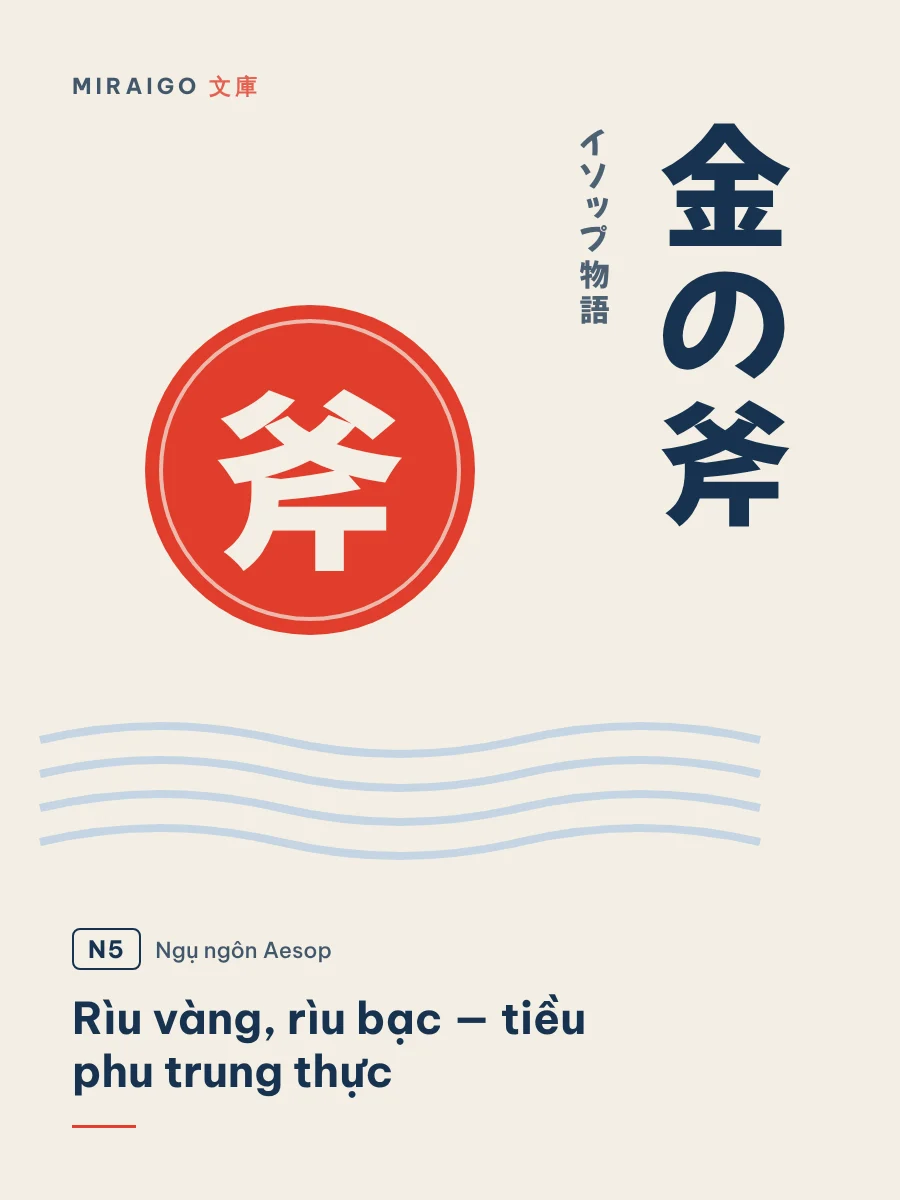 MIRAIGO 文庫
金の斧
イソップ物語
斧
N5 Ngụ ngôn Aesop
Rìu vàng, rìu bạc — tiều
phu trung thực